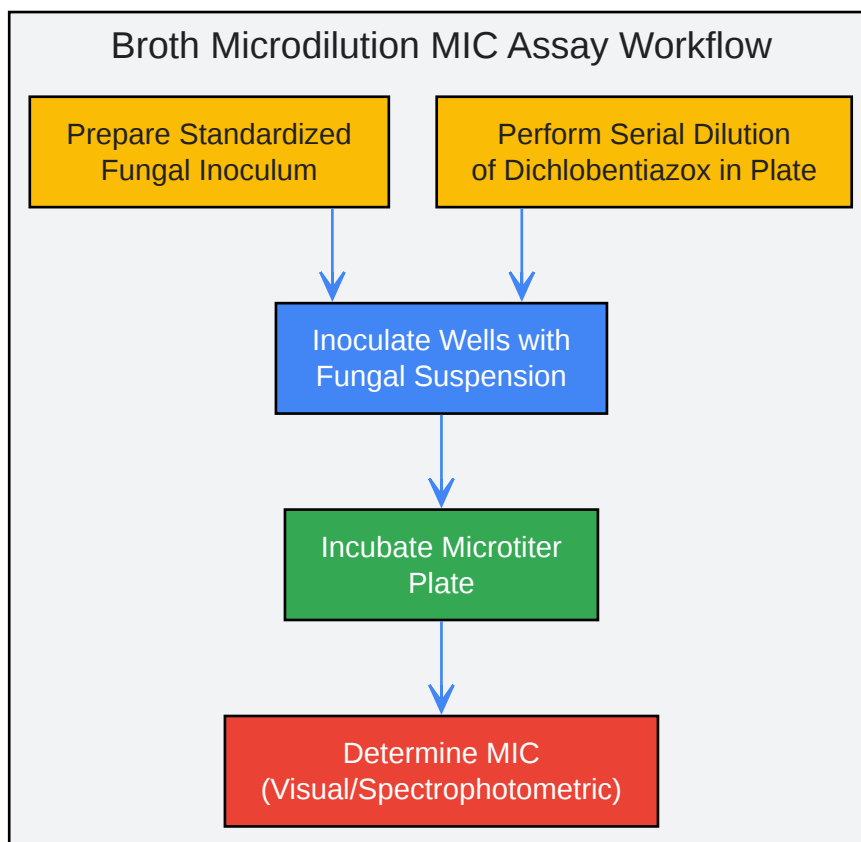 Broth Microdilution MIC Assay Workflow
Prepare Standardized
Fungal Inoculum
Perform Serial Dilution
of Dichlobentiazox in Plate
Inoculate Wells with
Fungal Suspension
Incubate Microtiter
Plate
Determine MIC
(Visual/Spectrophotometric)